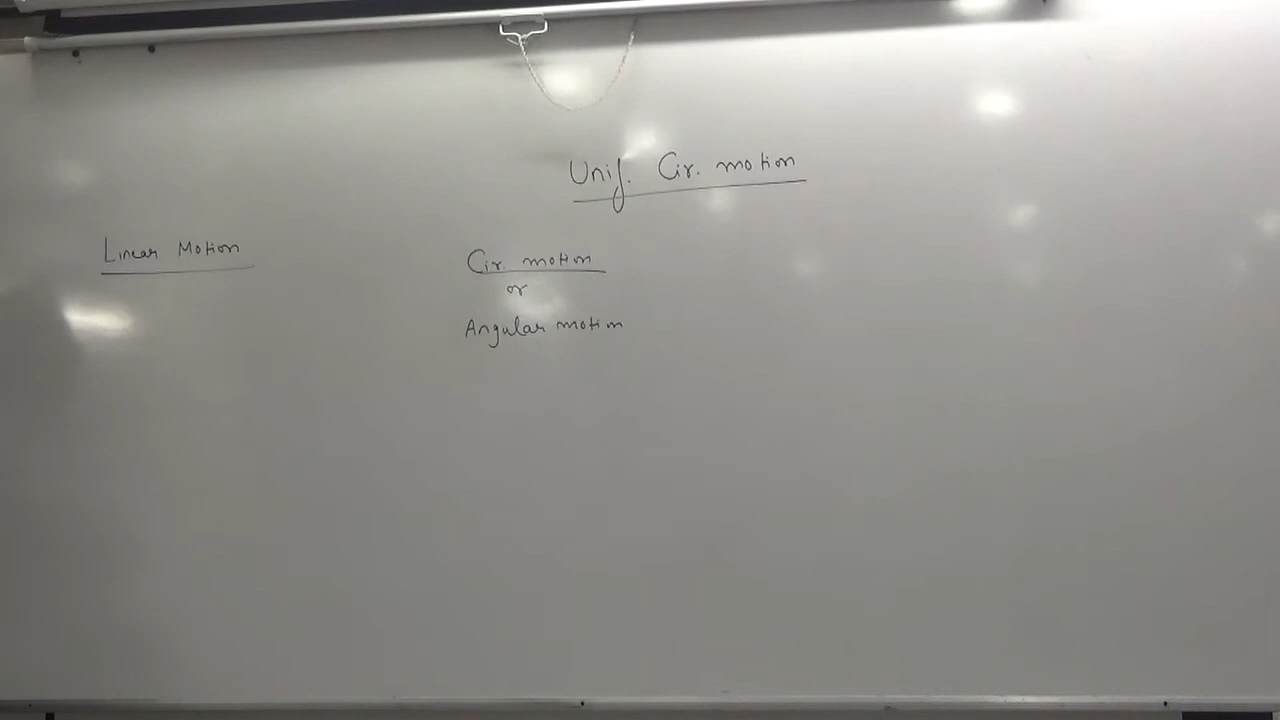 Unif. Cir. motion
Linear Motion
Cir. motion
or
Angular motion